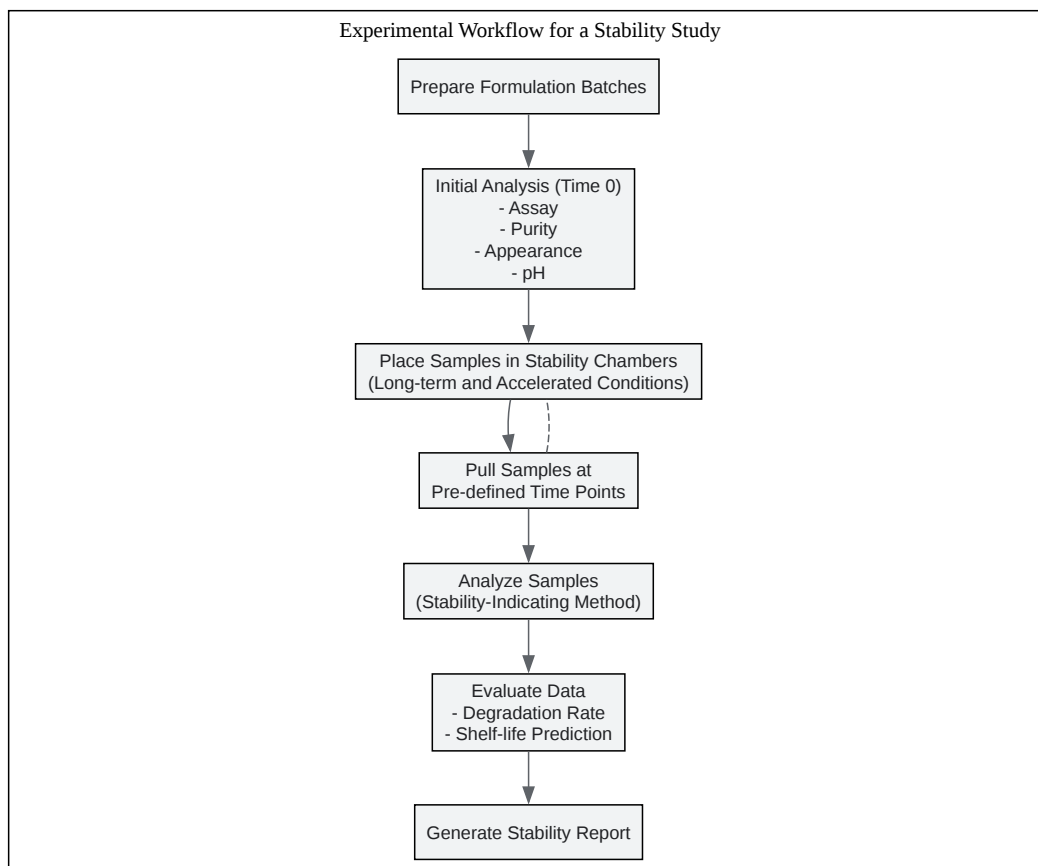 Experimental Workflow for a Stability Study
Prepare Formulation Batches
Initial Analysis (Time 0)
- Assay
- Purity
- Appearance
- pH
Place Samples in Stability Chambers
(Long-term and Accelerated Conditions)
Pull Samples at
Pre-defined Time Points
Analyze Samples
(Stability-Indicating Method)
Evaluate Data
- Degradation Rate
- Shelf-life Prediction
Generate Stability Report